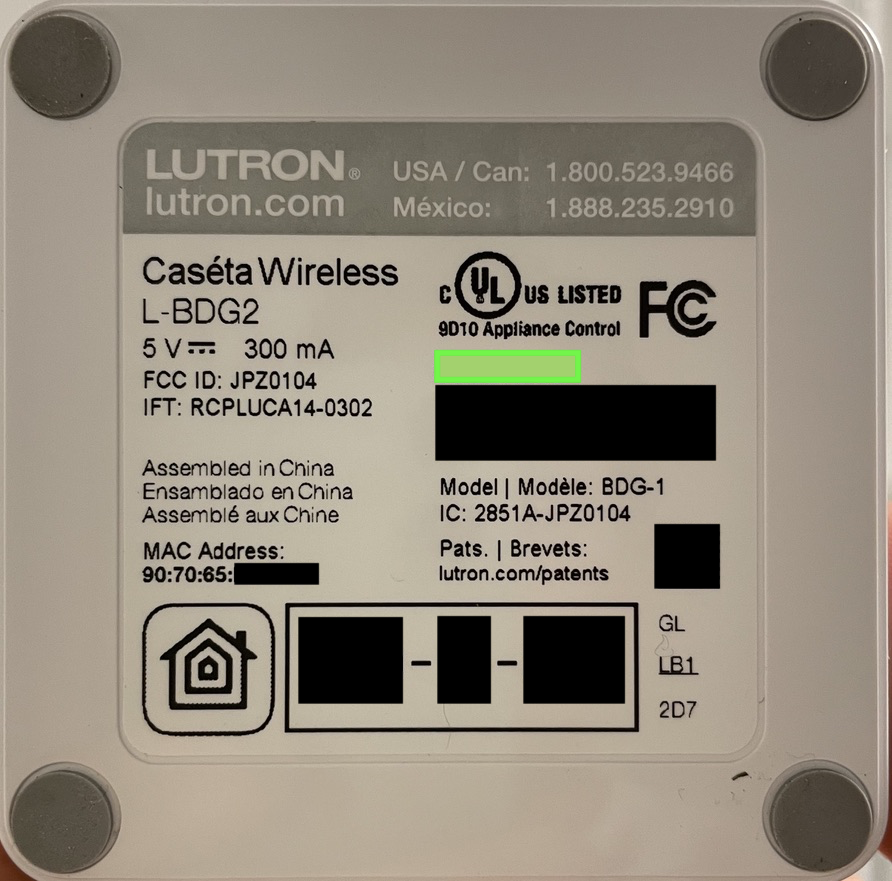 LUTRON®
lutron.com
USA / Can: 1.800.523.9466
México: 1.888.235.2910
Caséta Wireless
L-BDG2
5 V⎓ 300 mA
FCC ID: JPZ0104
IFT: RCPLUCA14-0302
C UL US LISTED
9D10 Appliance Control
FC
Assembled in China
Ensamblado en China
Assemblé aux Chine
MAC Address:
90:70:65:
Model | Modèle: BDG-1
IC: 2851A-JPZ0104
Pats. | Brevets:
lutron.com/patents
– –
GL
LB1
2D7